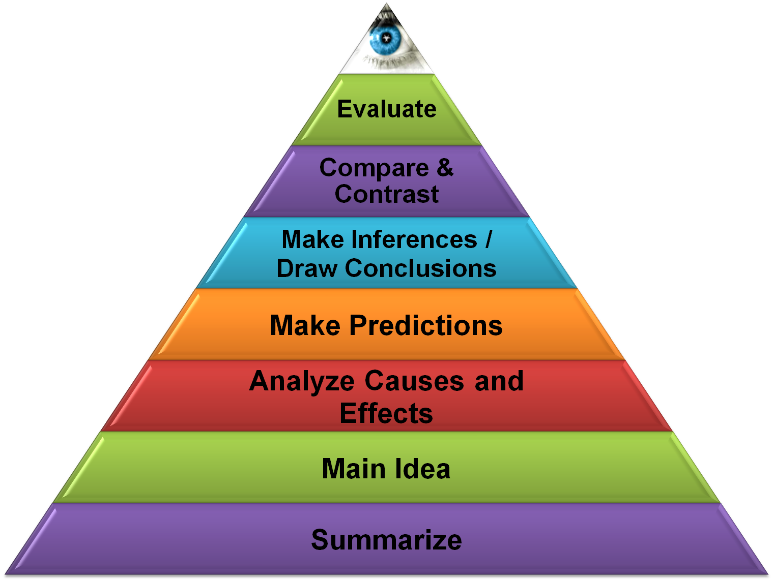 Evaluate
Compare &
Contrast
Make Inferences /
Draw Conclusions
Make Predictions
Analyze Causes and
Effects
Main Idea
Summarize